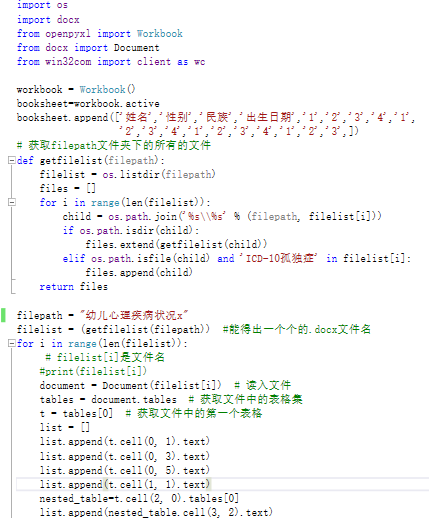 import os
import docx
from openpyxl import Workbook
from docx import Document
from win32com import client as wc
workbook = Workbook()
booksheet=workbook.active
booksheet.append(['姓名','性别','民族','出生日期','1','2','3','4','1',
'2','3','4','1','2','3','4','1','2','3',])
# 获取filepath文件夹下的所有的文件
def getfilelist(filepath):
filelist = os.listdir(filepath)
files = []
for i in range(len(filelist)):
child = os.path.join('%s\\%s' % (filepath, filelist[i]))
if os.path.isdir(child):
files.extend(getfilelist(child))
elif os.path.isfile(child) and 'ICD-10孤独症' in filelist[i]:
files.append(child)
return files
filepath = "幼儿心理疾病状况x"
filelist = (getfilelist(filepath)) #能得出一个个的.docx文件名
for i in range(len(filelist)):
# filelist[i]是文件名
#print(filelist[i])
document = Document(filelist[i]) # 读入文件
tables = document.tables # 获取文件中的表格集
t = tables[0] # 获取文件中的第一个表格
list = []
list.append(t.cell(0, 1).text)
list.append(t.cell(0, 3).text)
list.append(t.cell(0, 5).text)
list.append(t.cell(1, 1).text)
nested_table=t.cell(2, 0).tables[0]
list.append(nested_table.cell(3, 2).text)